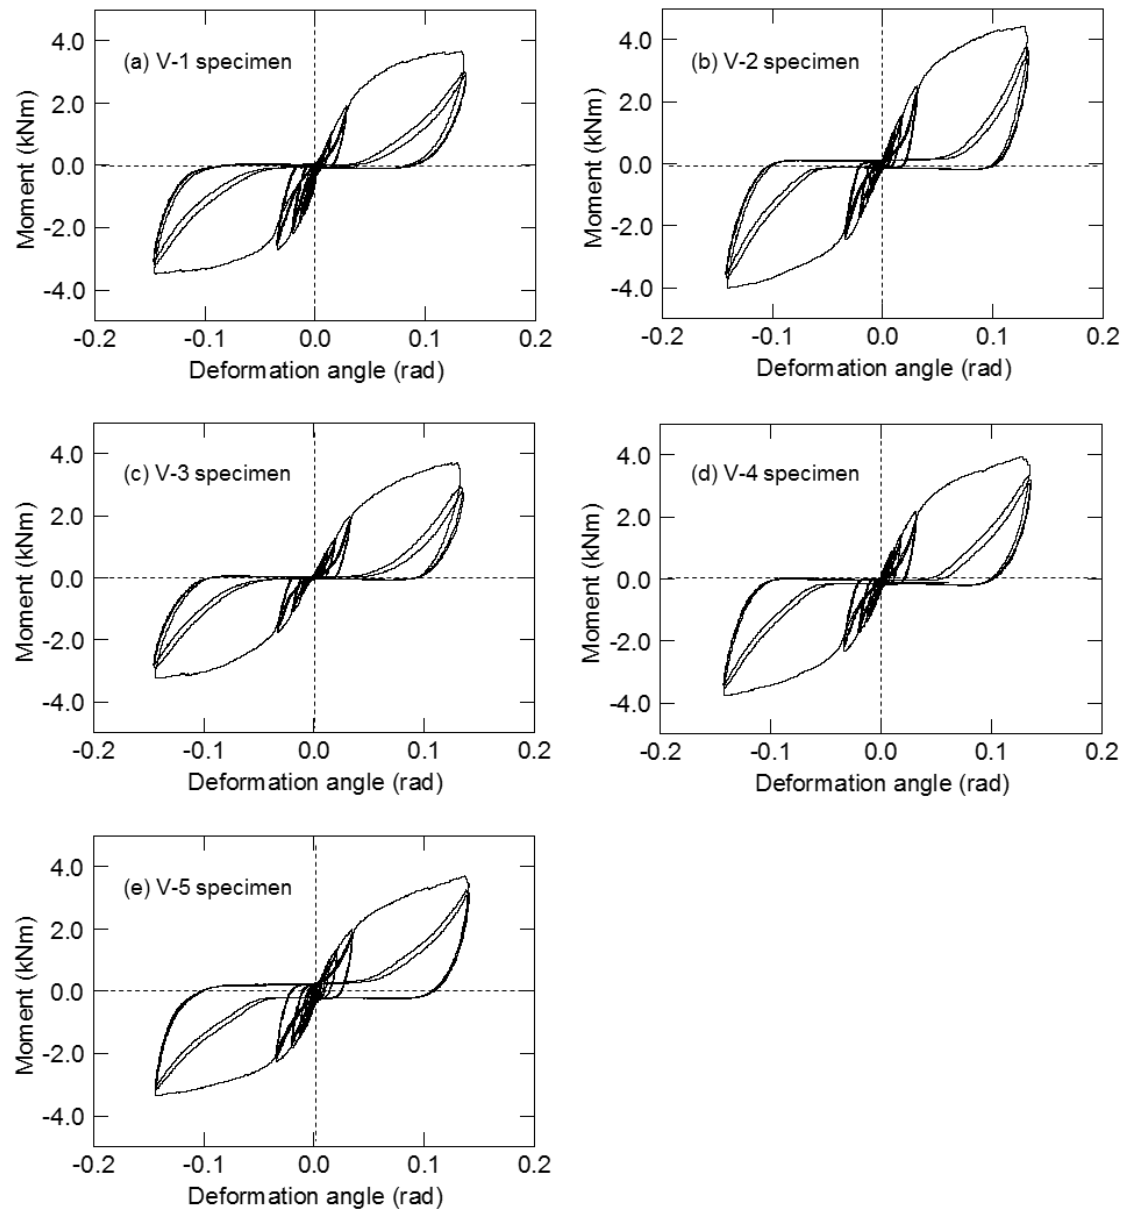 (a) V-1 specimen
Moment (kNm)
4.0
2.0
0.0
-2.0
-4.0
-0.2 -0.1 0.0 0.1 0.2
Deformation angle (rad)
(b) V-2 specimen
Moment (kNm)
4.0
2.0
0.0
-2.0
-4.0
-0.2 -0.1 0.0 0.1 0.2
Deformation angle (rad)
(c) V-3 specimen
Moment (kNm)
4.0
2.0
0.0
-2.0
-4.0
-0.2 -0.1 0.0 0.1 0.2
Deformation angle (rad)
(d) V-4 specimen
Moment (kNm)
4.0
2.0
0.0
-2.0
-4.0
-0.2 -0.1 0.0 0.1 0.2
Deformation angle (rad)
(e) V-5 specimen
Moment (kNm)
4.0
2.0
0.0
-2.0
-4.0
-0.2 -0.1 0.0 0.1 0.2
Deformation angle (rad)